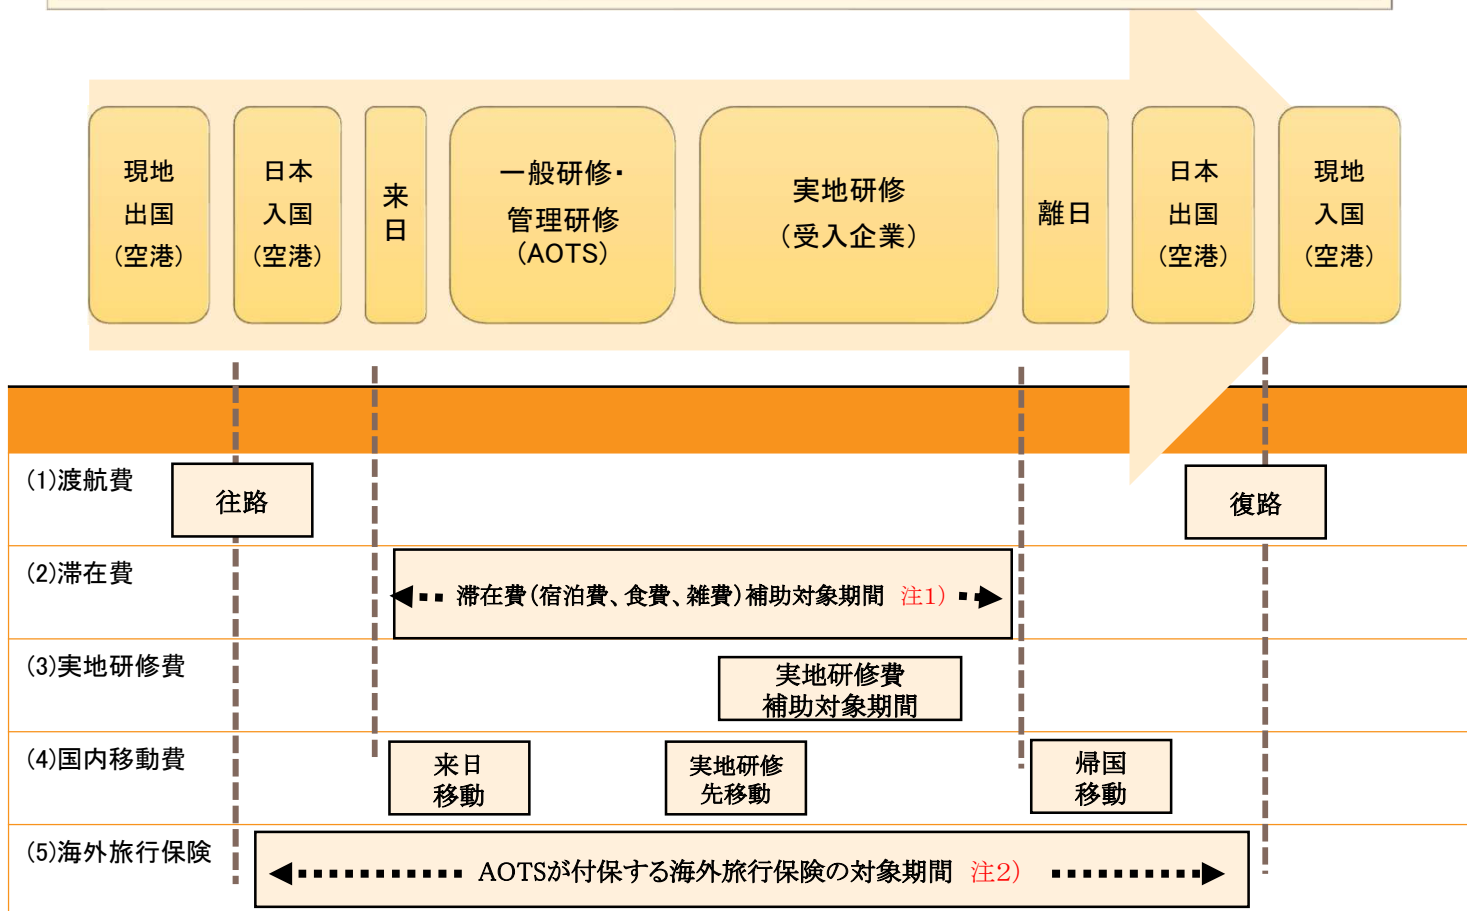 現地
出国
(空港)
日本
入国
(空港)
来
日
一般研修・
管理研修
(AOTS)
実地研修
(受入企業)
離日
日本
出国
(空港)
現地
入国
(空港)
(1)渡航費
往路
復路
(2)滞在費
滞在費(宿泊費、食費、雑費)補助対象期間 注1)
(3)実地研修費
実地研修費
補助対象期間
(4)国内移動費
来日
移動
実地研修
先移動
帰国
移動
(5)海外旅行保険
AOTSが付保する海外旅行保険の対象期間 注2)